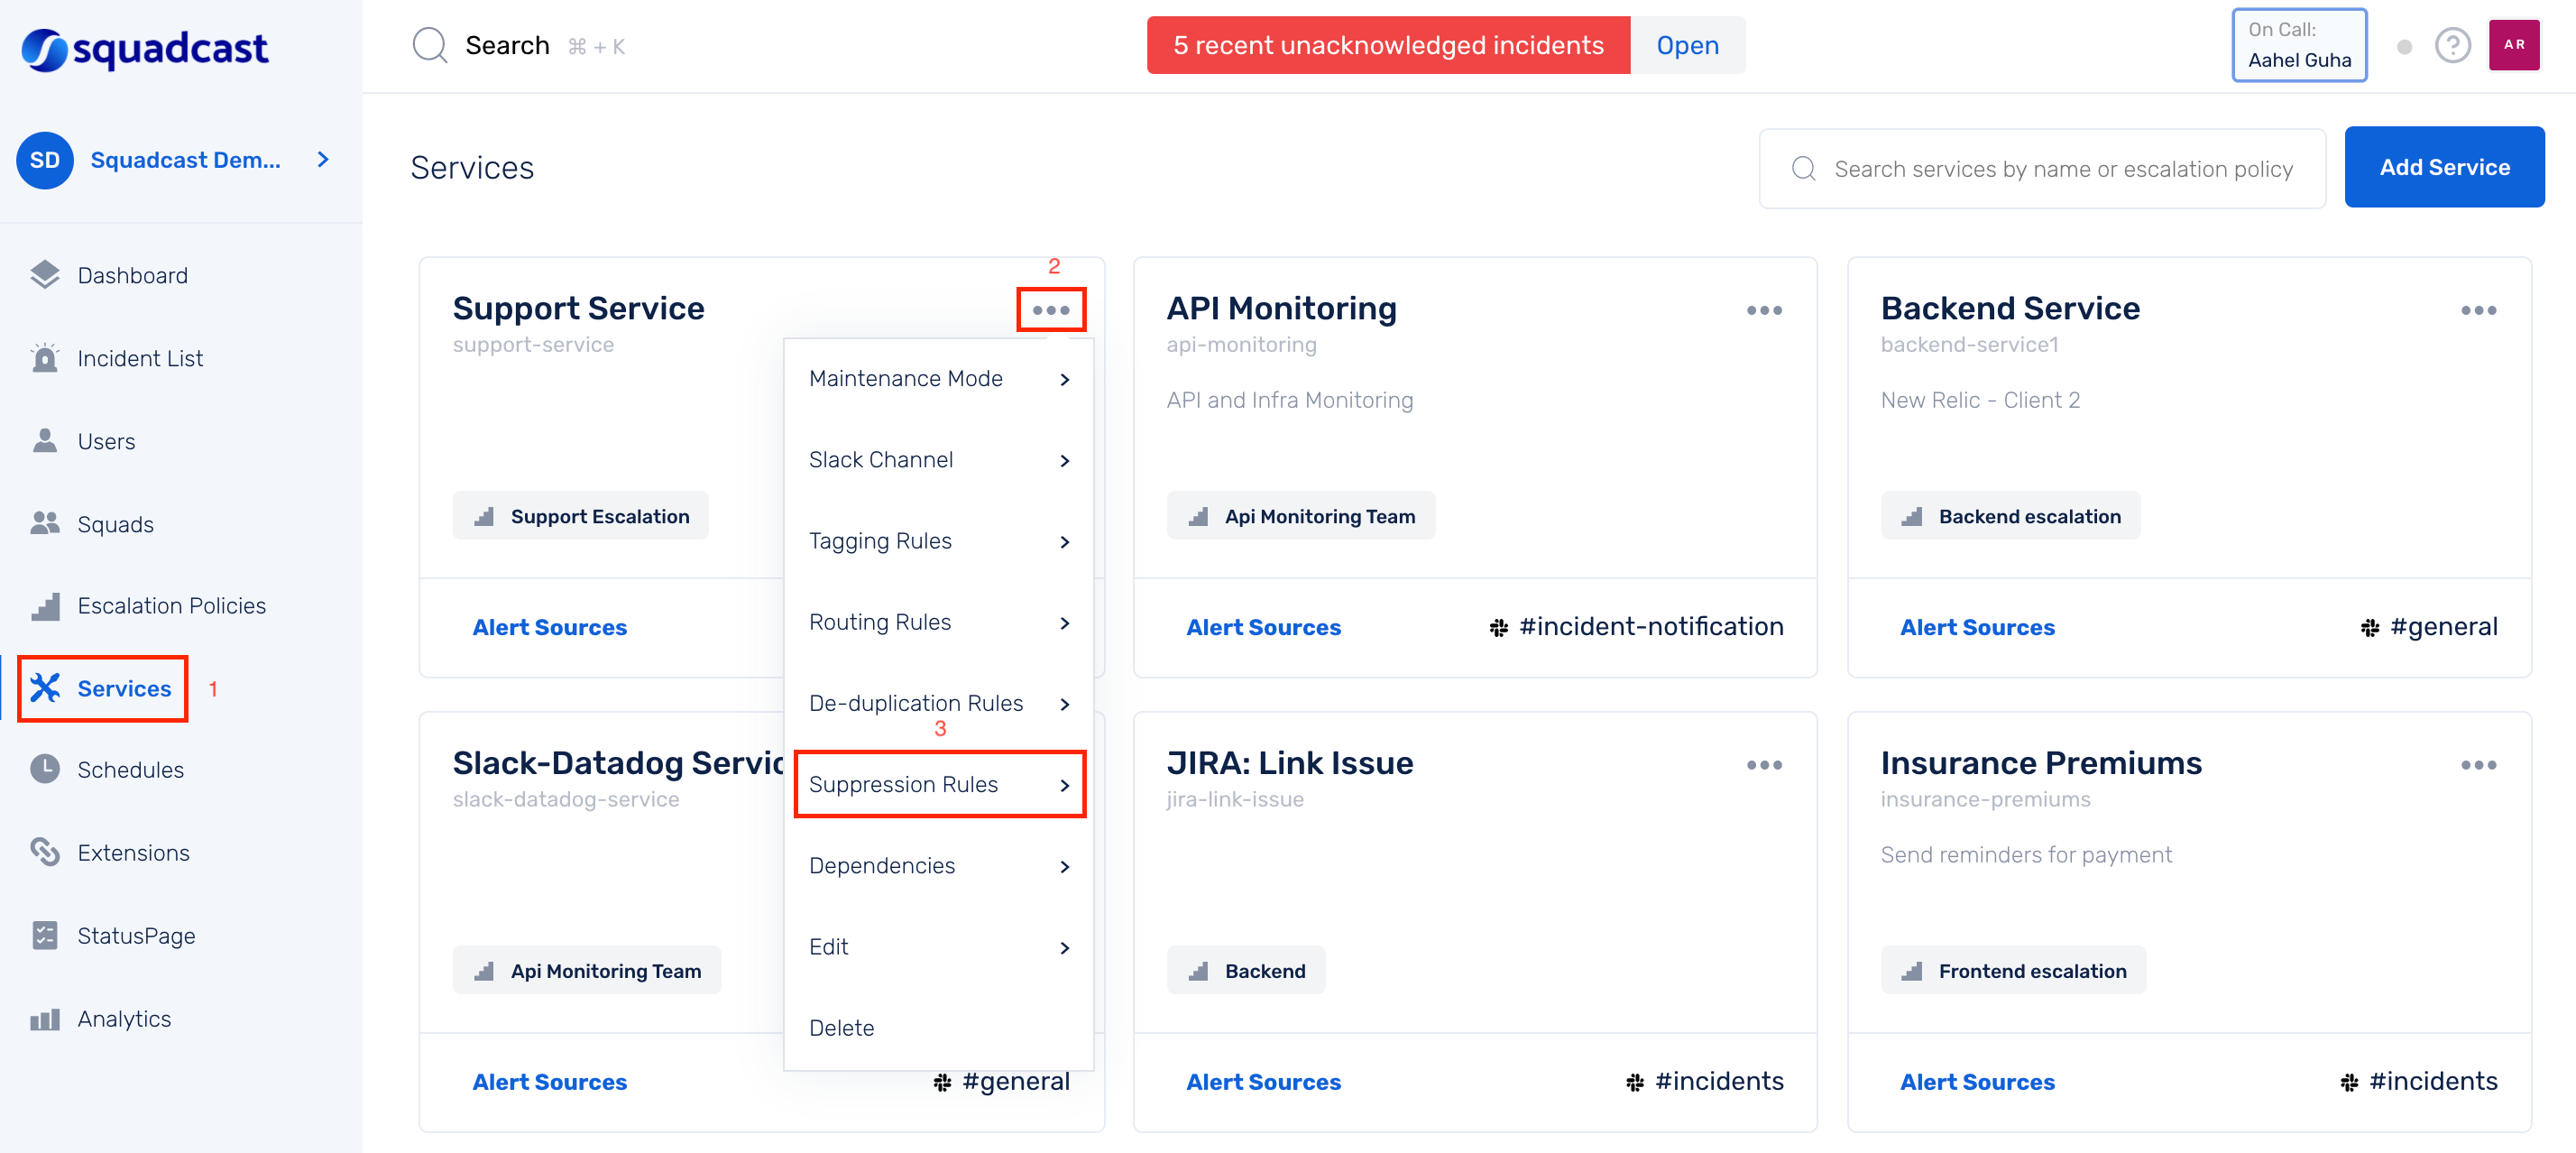 squadcast
Search ⌘ + K
5 recent unacknowledged incidents Open
On Call:
Aahel Guha
?
AR
SD Squadcast Dem...
Dashboard
Incident List
Users
Squads
Escalation Policies
Services 1
Schedules
Extensions
StatusPage
Analytics
Services
Search services by name or escalation policy
Add Service
Support Service
2
support-service
Support Escalation
Alert Sources
Maintenance Mode
Slack Channel
Tagging Rules
Routing Rules
De-duplication Rules
3
Suppression Rules
Dependencies
Edit
Delete
API Monitoring
api-monitoring
API and Infra Monitoring
Api Monitoring Team
Alert Sources #incident-notification
Backend Service
backend-service1
New Relic - Client 2
Backend escalation
Alert Sources #general
Slack-Datadog Servic
slack-datadog-service
Api Monitoring Team
Alert Sources #general
JIRA: Link Issue
jira-link-issue
Backend
Alert Sources #incidents
Insurance Premiums
insurance-premiums
Send reminders for payment
Frontend escalation
Alert Sources #incidents